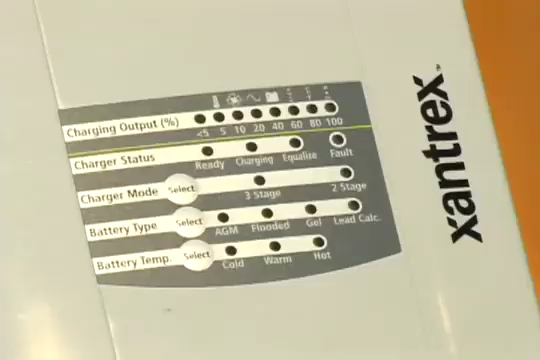 Charging Output (%)
<5 5 10 20 40 60 80 100
Charger Status
Ready Charging Equalize Fault
Charger Mode Select 3 Stage 2 Stage
Battery Type Select AGM Flooded Gel Lead Calc.
Battery Temp. Select Cold Warm Hot
xantrex